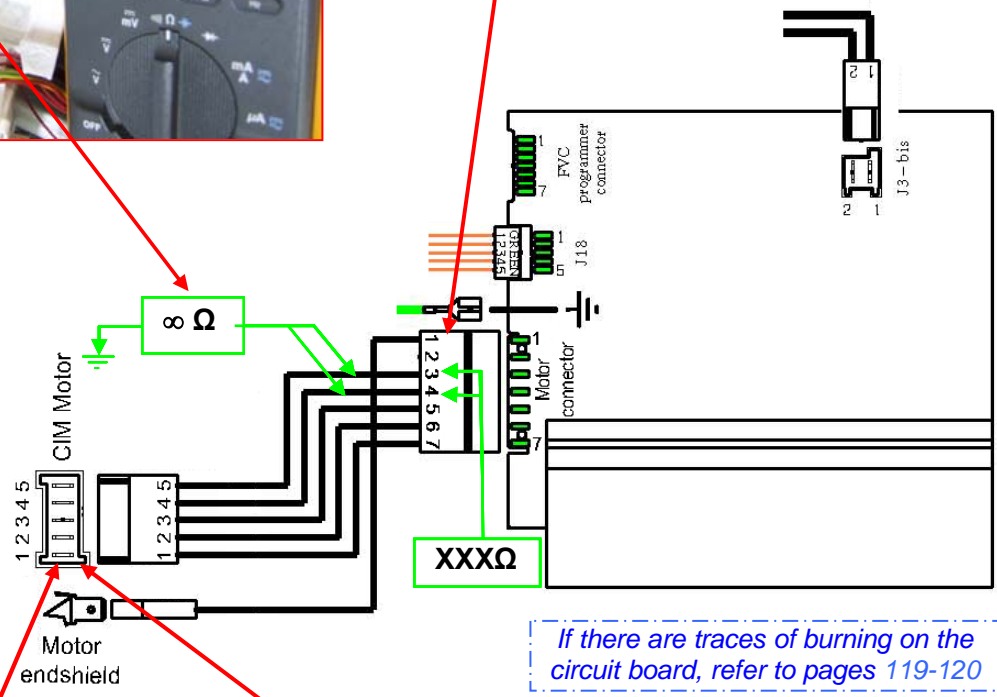 mV
Ω
V
V
OFF
mA
A
µA
2 1
1
FVC
programmer
connector
7
J3-bis
2 1
GREEN
1 2 3 4 5
1
5
J18
∞ Ω
1
2
3
4
5
6
7
1
Motor
connector
7
CIM Motor
1 2 3 4 5
1 2 3 4 5
XXXΩ
Motor
endshield
If there are traces of burning on the
circuit board, refer to pages 119-120